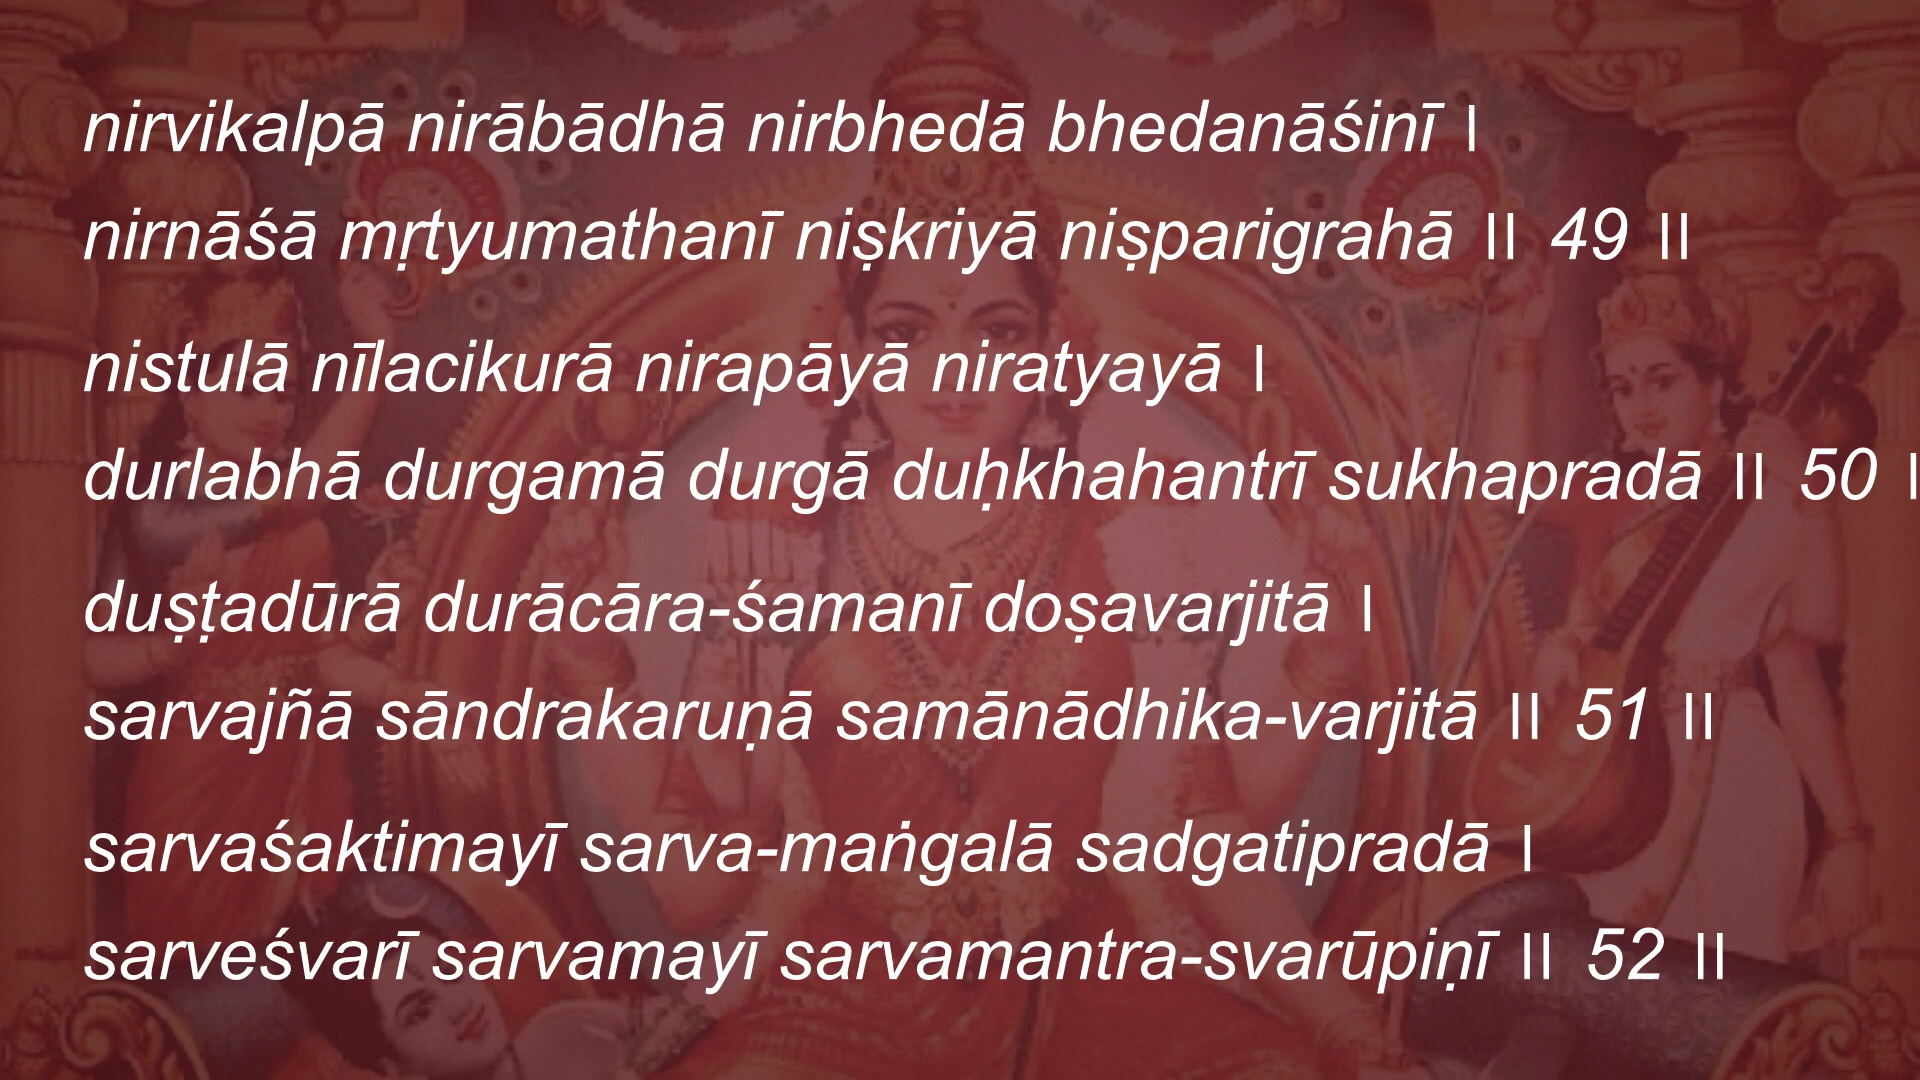 nirvikalpā nirābādhā nirbhedā bhedanāśinī ।
nirnāśā mṛtyumathanī niṣkriyā niṣparigrahā ॥ 49 ॥
nistulā nīlacikurā nirapāyā niratyayā ।
durlabhā durgamā durgā duḥkhahantrī sukhapradā ॥ 50 ।
duṣṭadūrā durācāra-śamanī doṣavarjitā ।
sarvajñā sāndrakaruṇā samānādhika-varjitā ॥ 51 ॥
sarvaśaktimayī sarva-maṅgalā sadgatipradā ।
sarveśvarī sarvamayī sarvamantra-svarūpiṇī ॥ 52 ॥